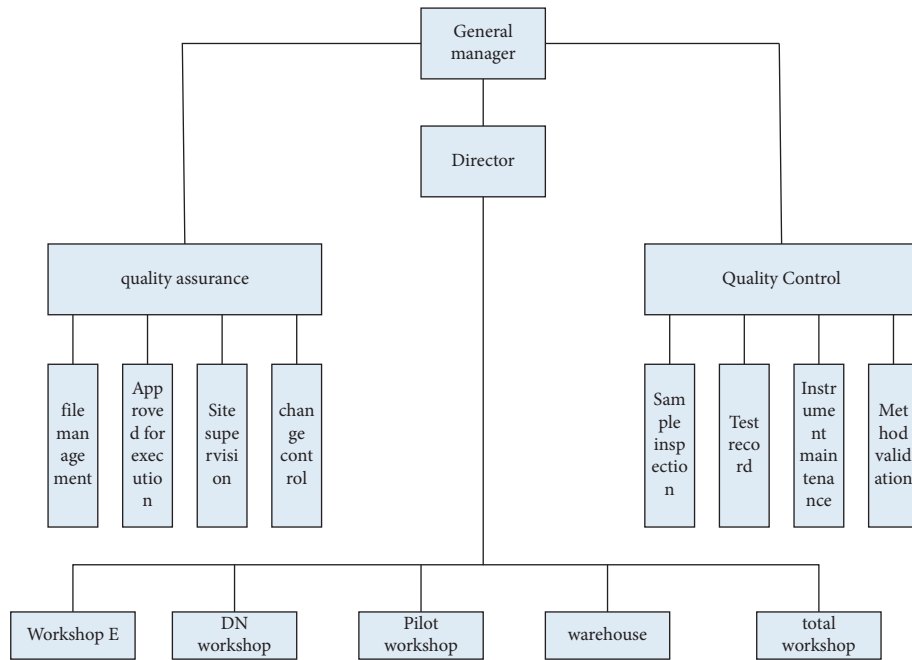 General
manager
Director
quality assurance
Quality Control
file
man
age
ment
App
rove
d for
exec
utio
n
Site
supe
rvisi
on
chan
ge
cont
rol
Sam
ple
insp
ectio
n
Test
reco
rd
Instr
ume
nt
main
tena
nce
Met
hod
valid
ation
Workshop E
DN
workshop
Pilot
workshop
warehouse
total
workshop